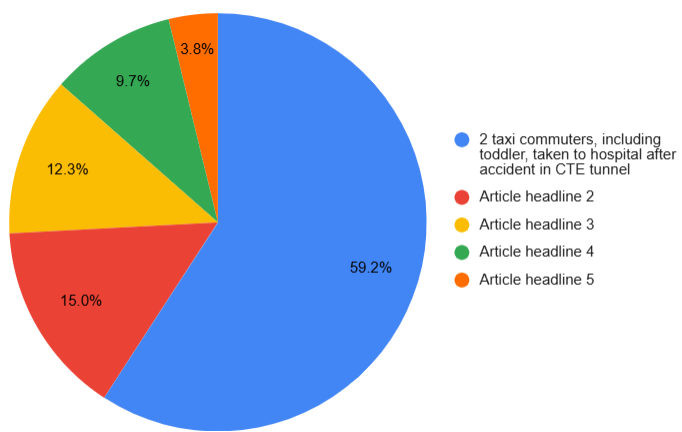 3.8%
9.7%
12.3%
15.0%
59.2%
2 taxi commuters, including
toddler, taken to hospital after
accident in CTE tunnel
Article headline 2
Article headline 3
Article headline 4
Article headline 5